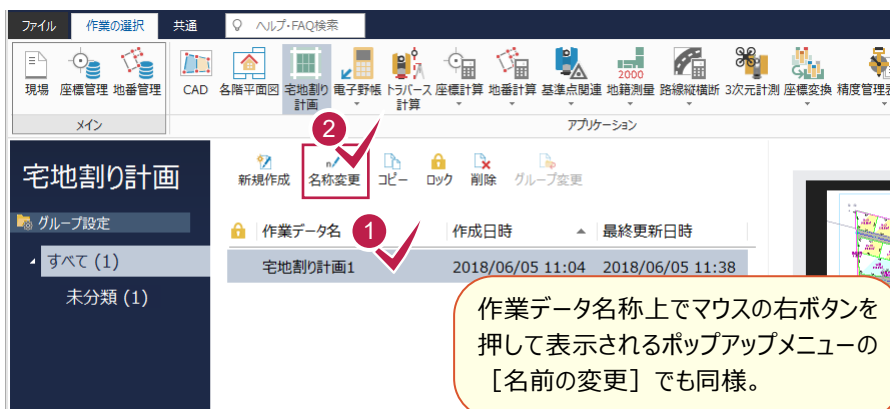 ファイル 作業の選択 共通 ヘルプ・FAQ検索
現場 座標管理 地番管理 CAD 各階平面図 宅地割り計画 電子野帳 トラバース計算 座標計算 地番計算 基準点関連 2000 地籍測量 路線縦横断 3次元計測 座標変換 精度管理
メイン アプリケーション
宅地割り計画
2
新規作成 名称変更 コピー ロック 削除 グループ変更
グループ設定
1
作業データ名 作成日時 最終更新日時
すべて (1)
宅地割り計画1 2018/06/05 11:04 2018/06/05 11:38
未分類 (1)
作業データ名称上でマウスの右ボタンを
押して表示されるポップアップメニューの
［名前の変更］でも同様。